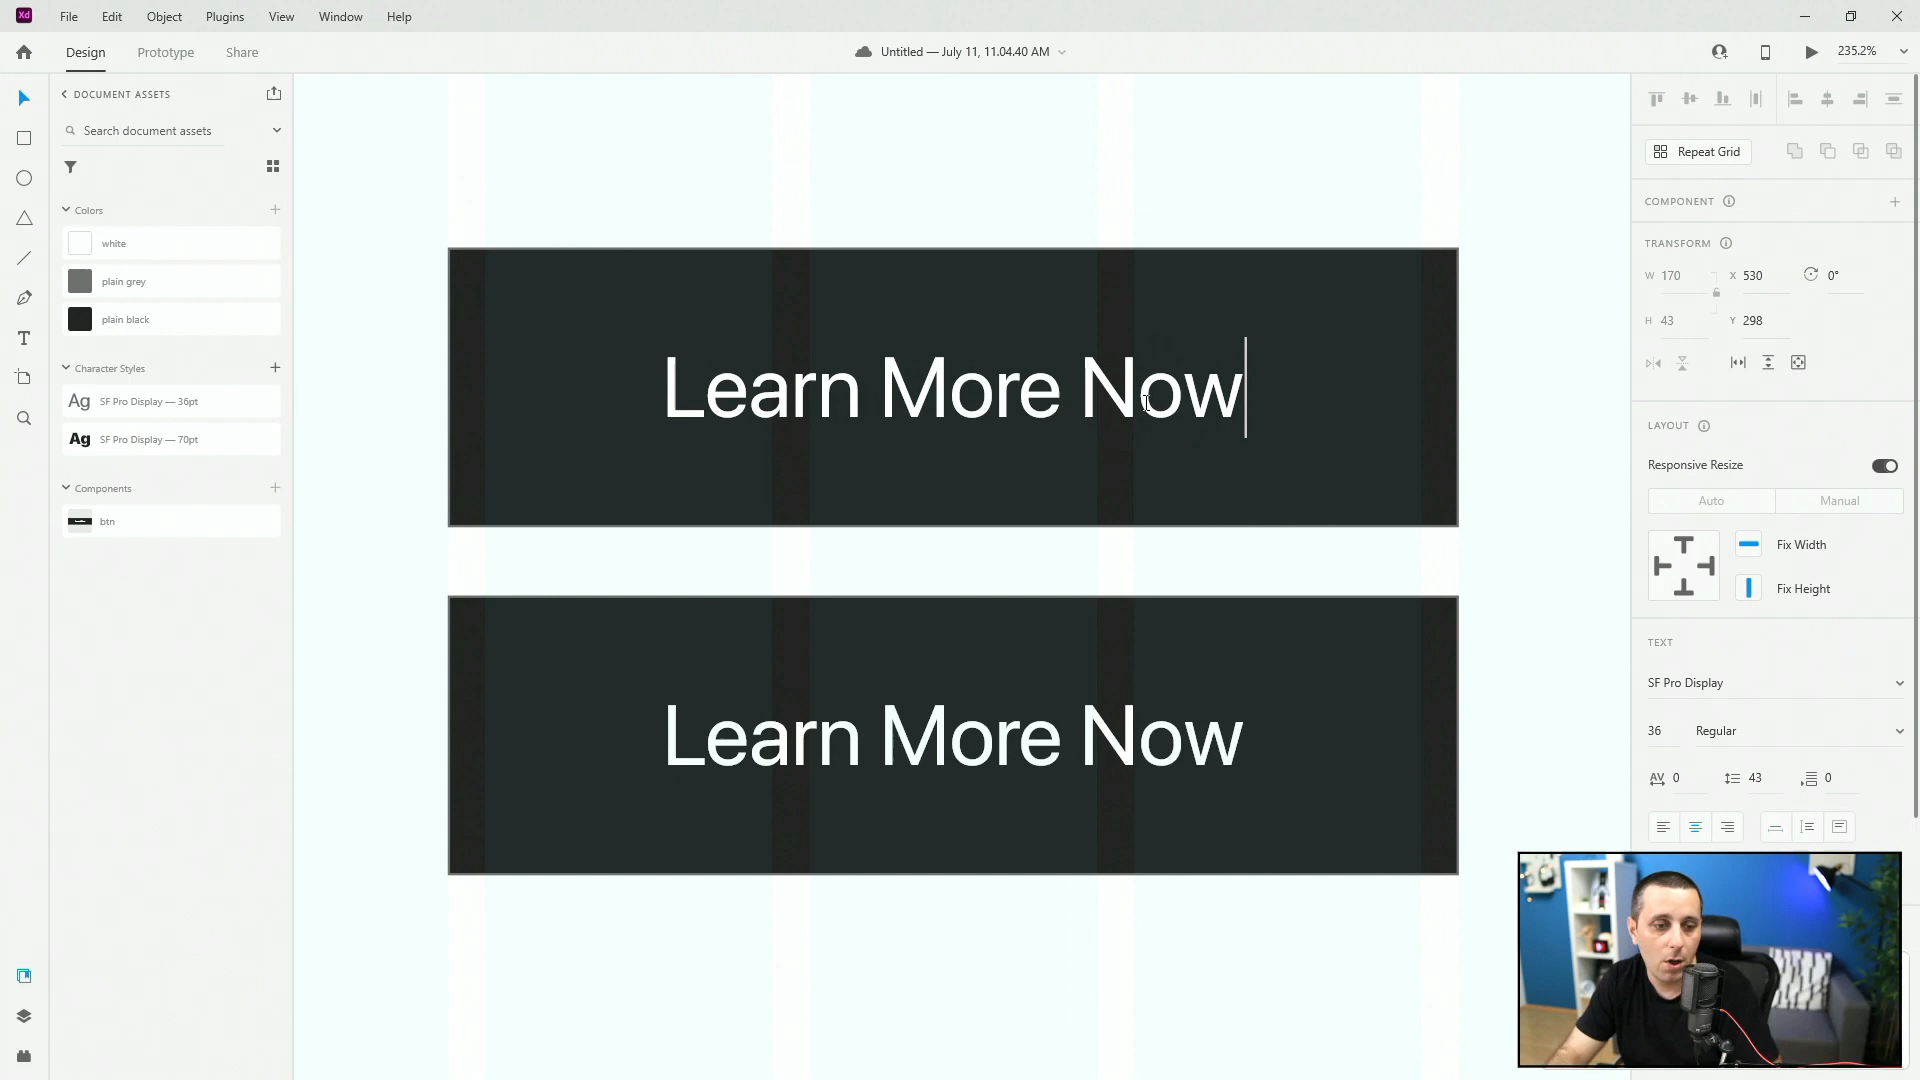 Xd File Edit Object Plugins View Window Help
Design Prototype Share
Untitled — July 11, 11.04.40 AM
235.2%
DOCUMENT ASSETS
Search document assets
Colors
white
plain grey
plain black
Character Styles
Ag SF Pro Display — 36pt
Ag SF Pro Display — 70pt
Components
btn
Learn More Now
Learn More Now
Repeat Grid
COMPONENT
TRANSFORM
W 170 X 530 0°
H 43 Y 298
LAYOUT
Responsive Resize
Auto Manual
Fix Width
Fix Height
TEXT
SF Pro Display
36 Regular
AV 0 43 0